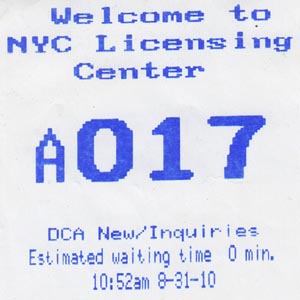 Welcome to
NYC Licensing
Center
A017
DCA New/Inquiries
Estimated waiting time 0 min.
10:52am 8-31-10